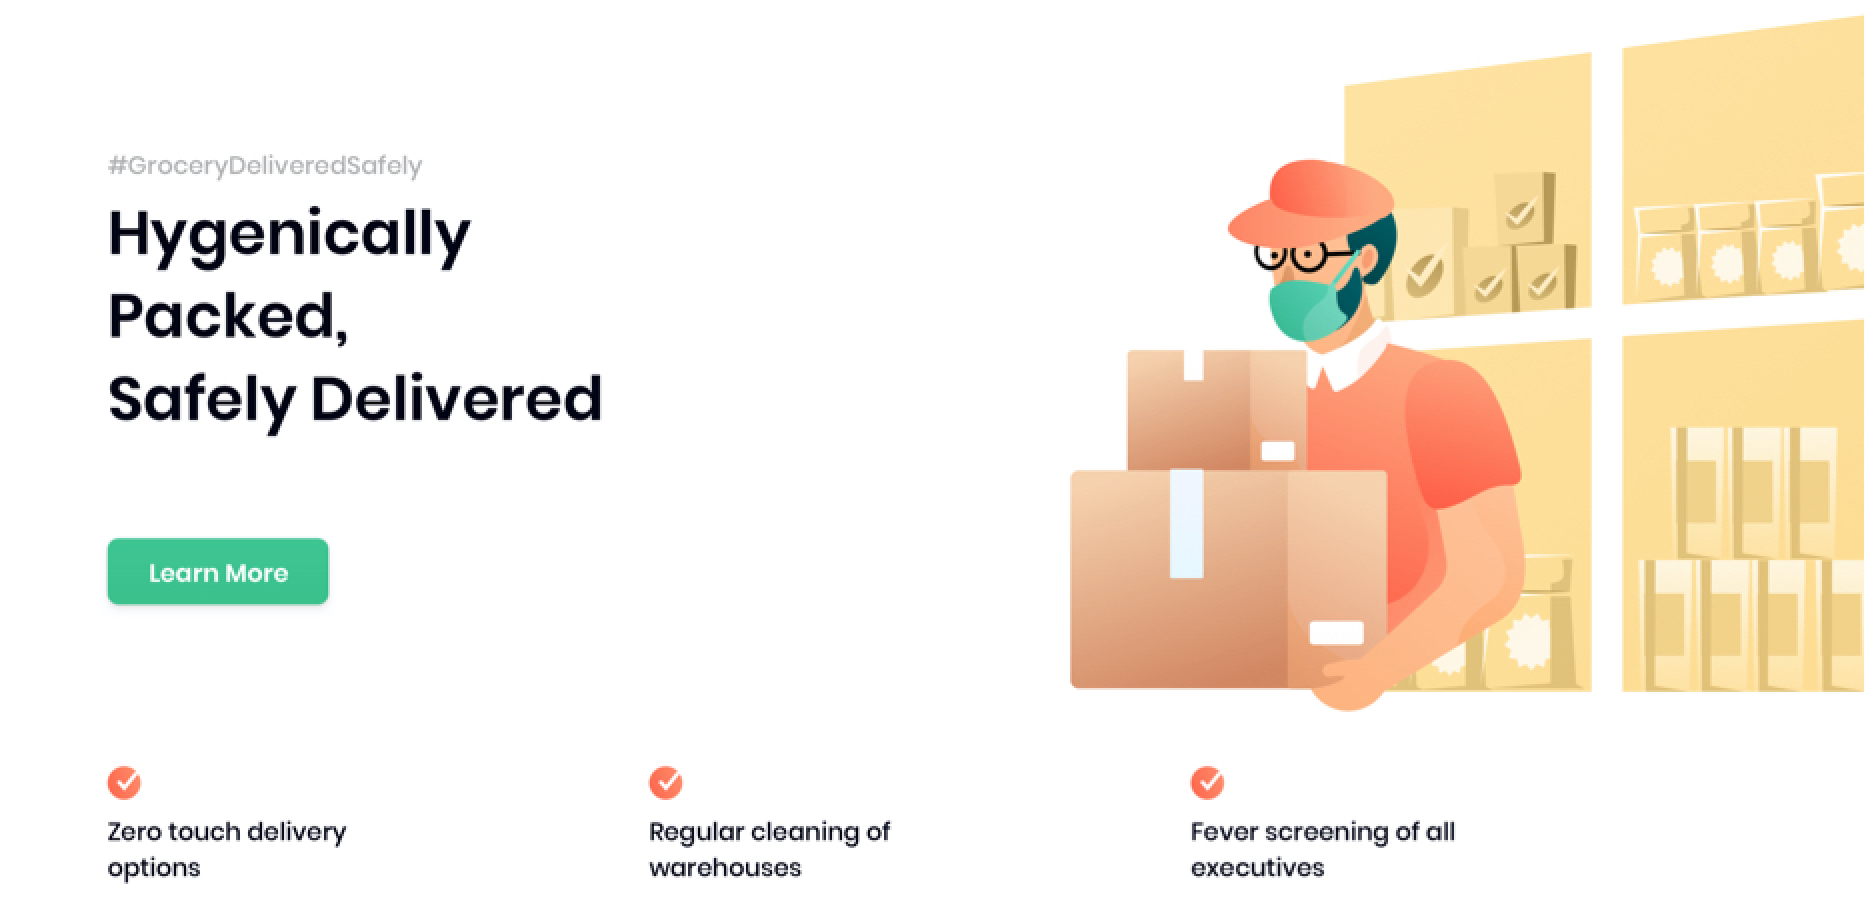 #GroceryDeliveredSafely
Hygenically
Packed,
Safely Delivered
Learn More
Zero touch delivery
options
Regular cleaning of
warehouses
Fever screening of all
executives